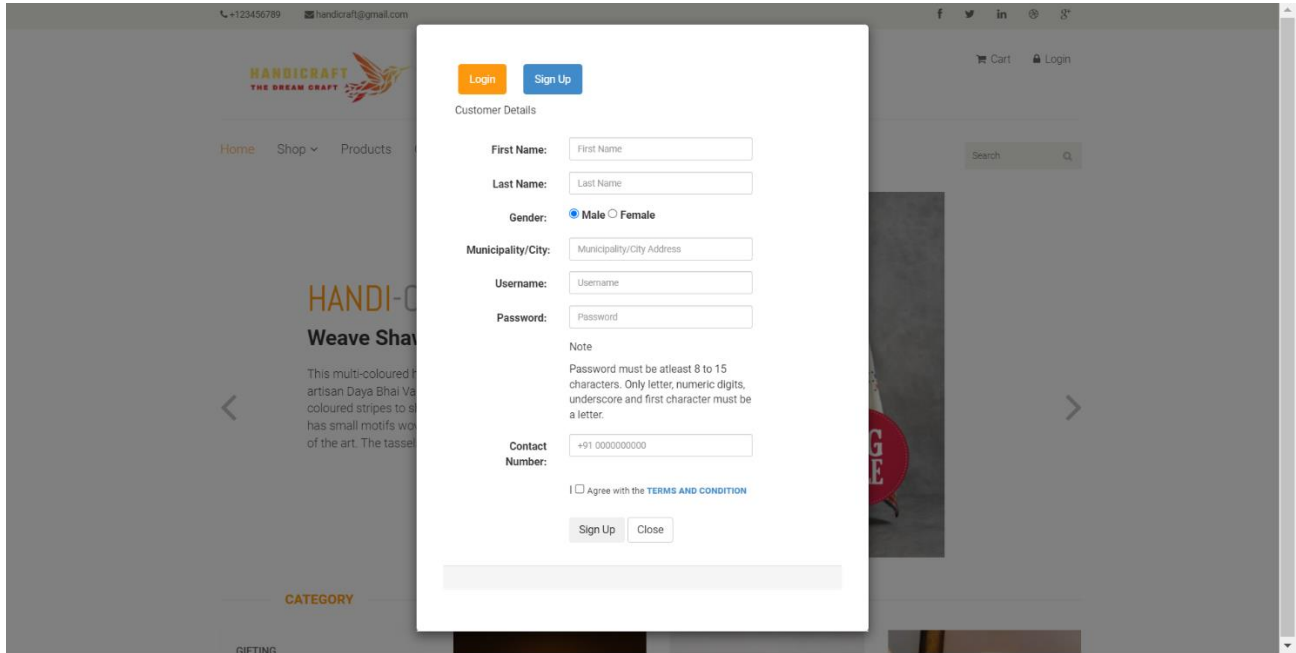 +123456789 handicraft@gmail.com
HANDICRAFT
THE DREAM CRAFT
Cart Login
Home Shop Products
Search
Login Sign Up
Customer Details
First Name: First Name
Last Name: Last Name
Gender: Male Female
Municipality/City: Municipality/City Address
Username: Username
Password: Password
Note
Password must be atleast 8 to 15
characters. Only letter, numeric digits,
underscore and first character must be
a letter.
Contact
Number:
+91 0000000000
I Agree with the TERMS AND CONDITION
Sign Up Close
HANDI-
Weave
This multi-coloured
artisan Daya Bhai
coloured stripes to
has small motifs
of the art. The tassel
CATEGORY
GIFTING